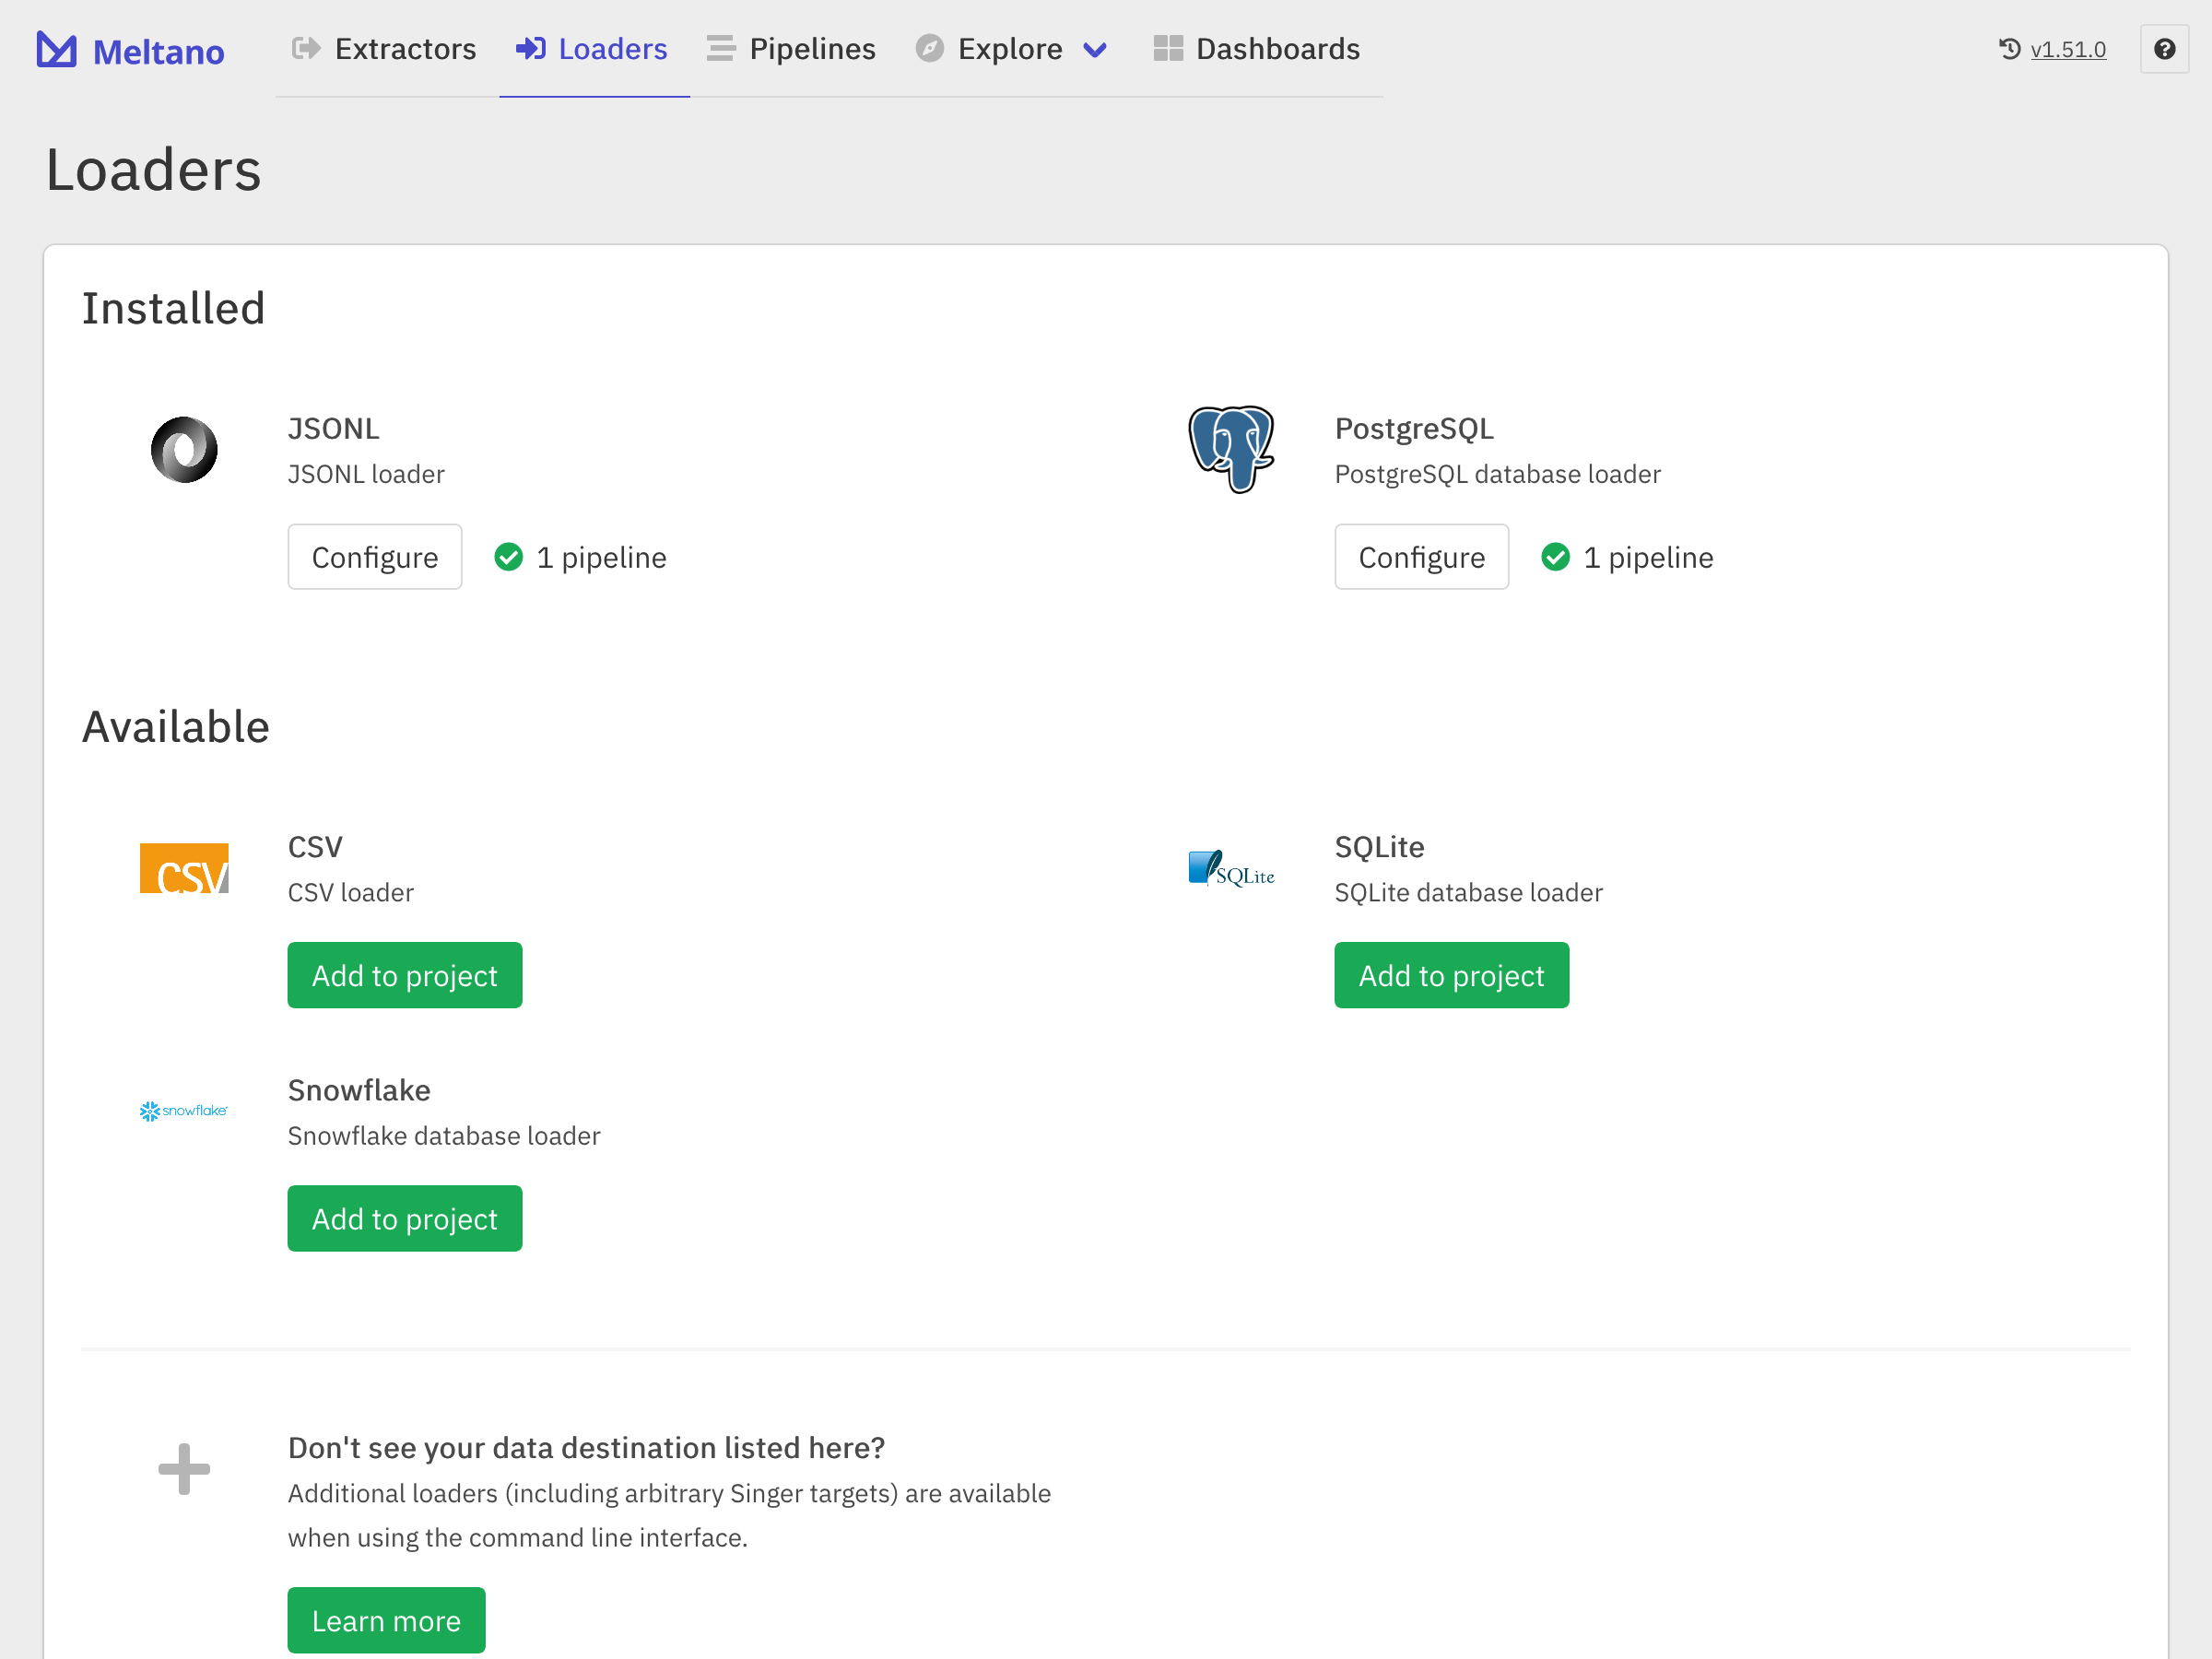 Meltano
Extractors
Loaders
Pipelines
Explore
Dashboards
v1.51.0
Loaders
Installed
JSONL
JSONL loader
Configure
1 pipeline
PostgreSQL
PostgreSQL database loader
Configure
1 pipeline
Available
CSV
CSV
CSV loader
Add to project
SQLite
SQLite
SQLite database loader
Add to project
snowflake
Snowflake
Snowflake database loader
Add to project
Don't see your data destination listed here?
Additional loaders (including arbitrary Singer targets) are available
when using the command line interface.
Learn more